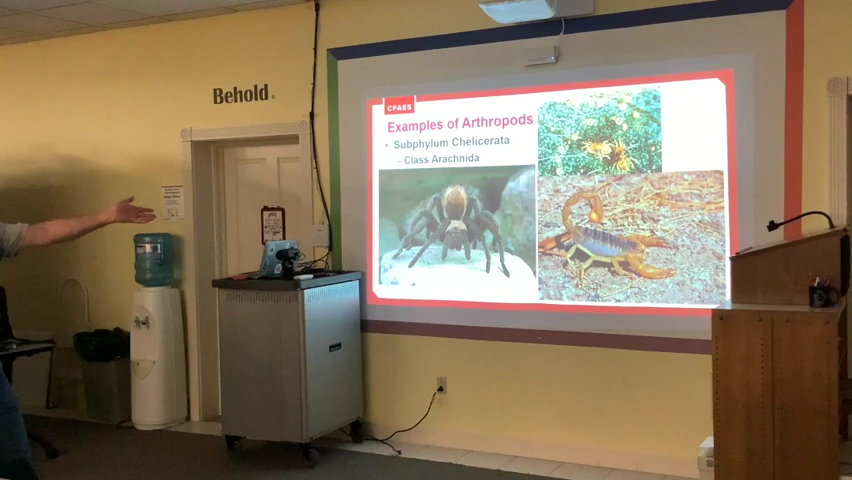 Behold.
CFAES
Examples of Arthropods
• Subphylum Chelicerata
– Class Arachnida